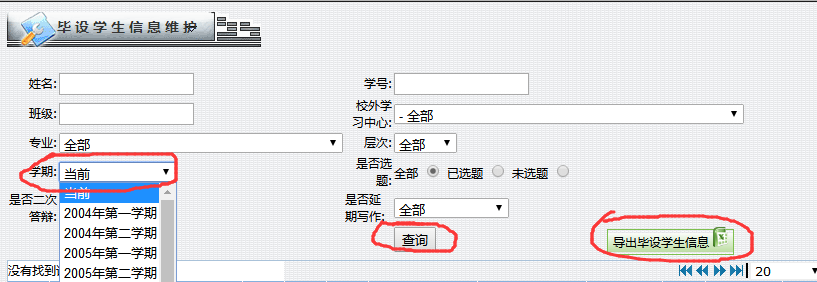 毕设学生信息维护
姓名: 学号:
班级: 校外学习中心: - 全部
专业: 全部 层次: 全部
学期: 当前 是否选题: 全部 已选题 未选题
当前
是否二次答辩: 2004年第一学期 是否延期写作: 全部
2004年第二学期
2005年第一学期 查询 导出毕设学生信息
没有找到 2005年第二学期 20